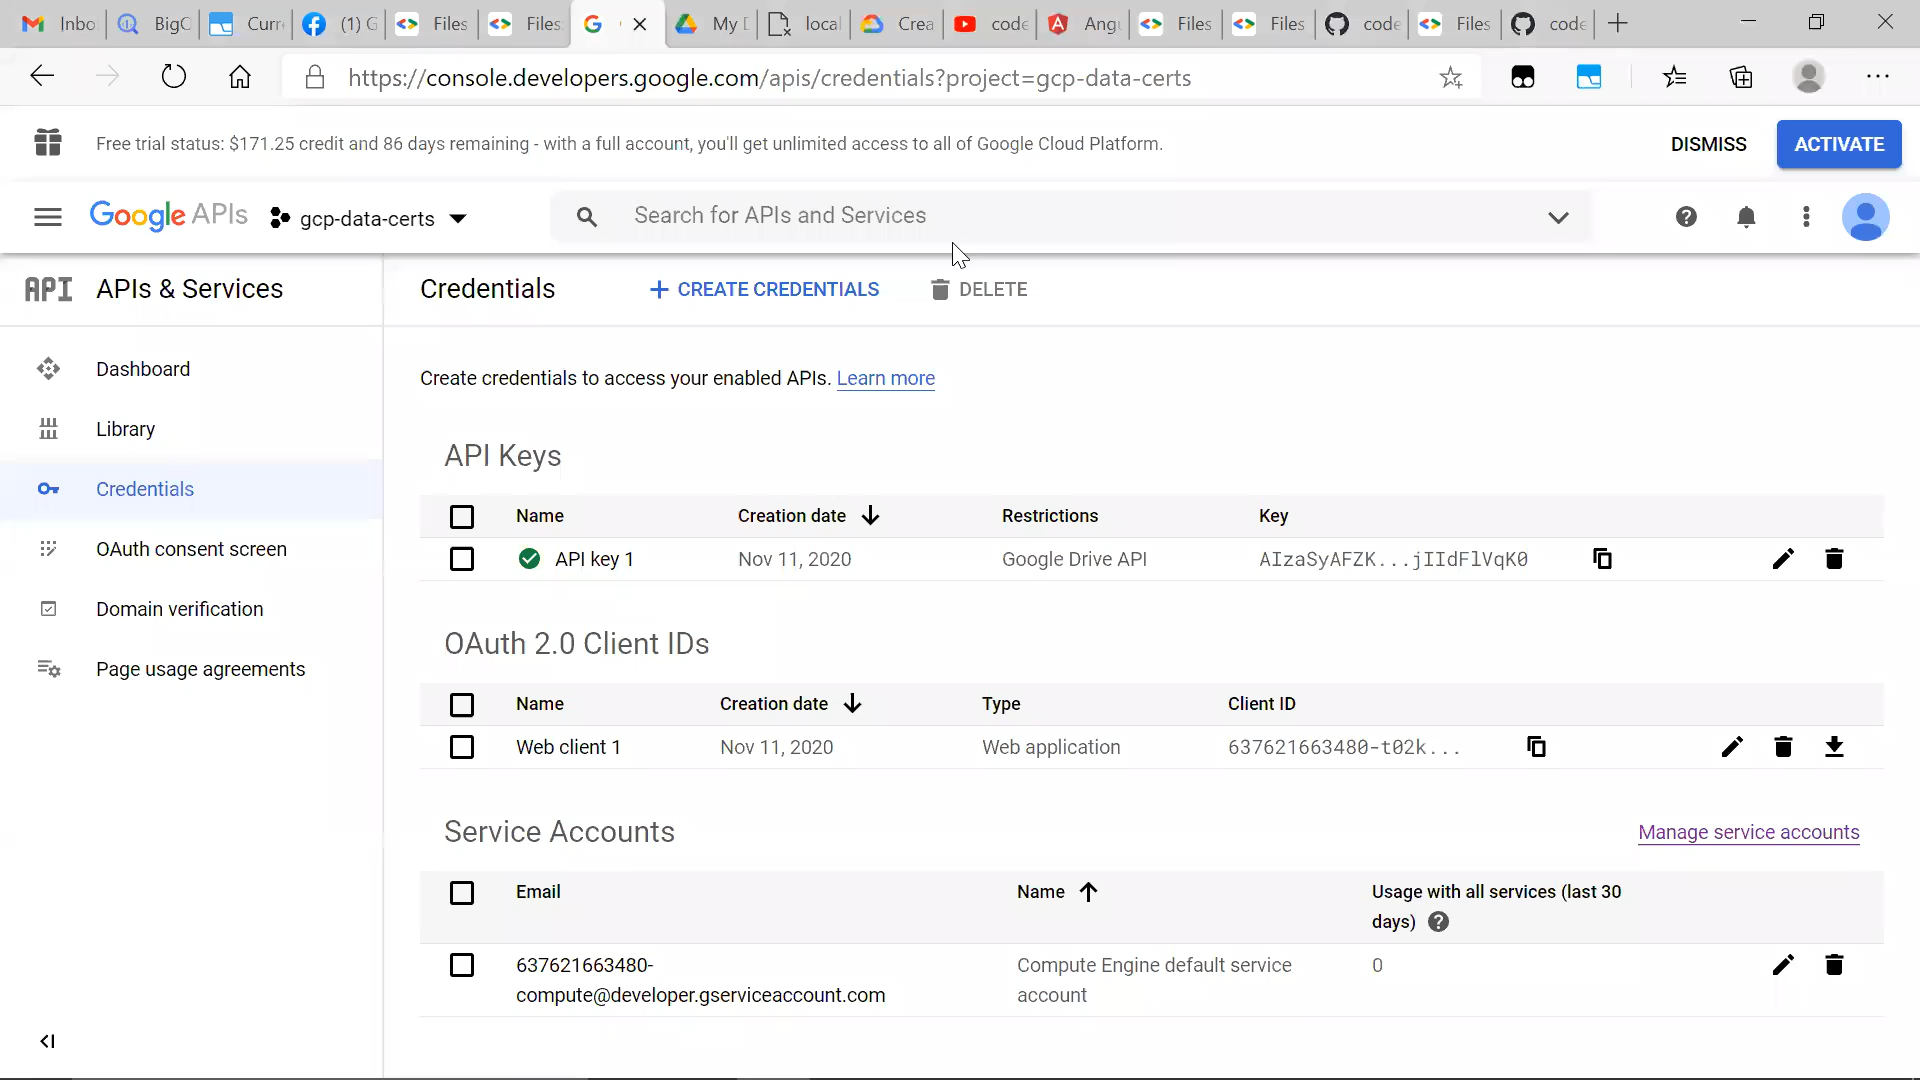 Inbo
BigC
Curr
(1) G
Files
Files:
My D
local
Crea
code
Angu
Files
Files
code
Files
code
https://console.developers.google.com/apis/credentials?project=gcp-data-certs
Free trial status: $171.25 credit and 86 days remaining - with a full account, you'll get unlimited access to all of Google Cloud Platform.
DISMISS
ACTIVATE
Google APIs
gcp-data-certs
Search for APIs and Services
API
APIs & Services
Credentials
CREATE CREDENTIALS
DELETE
Dashboard
Library
Credentials
OAuth consent screen
Domain verification
Page usage agreements
Create credentials to access your enabled APIs. Learn more
API Keys
Name Creation date Restrictions Key
API key 1 Nov 11, 2020 Google Drive API AIzaSyAFZK...jIIdFlVqK0
OAuth 2.0 Client IDs
Name Creation date Type Client ID
Web client 1 Nov 11, 2020 Web application 637621663480-t02k...
Service Accounts
Manage service accounts
Email Name Usage with all services (last 30
days)
637621663480-
compute@developer.gserviceaccount.com
Compute Engine default service
account
0